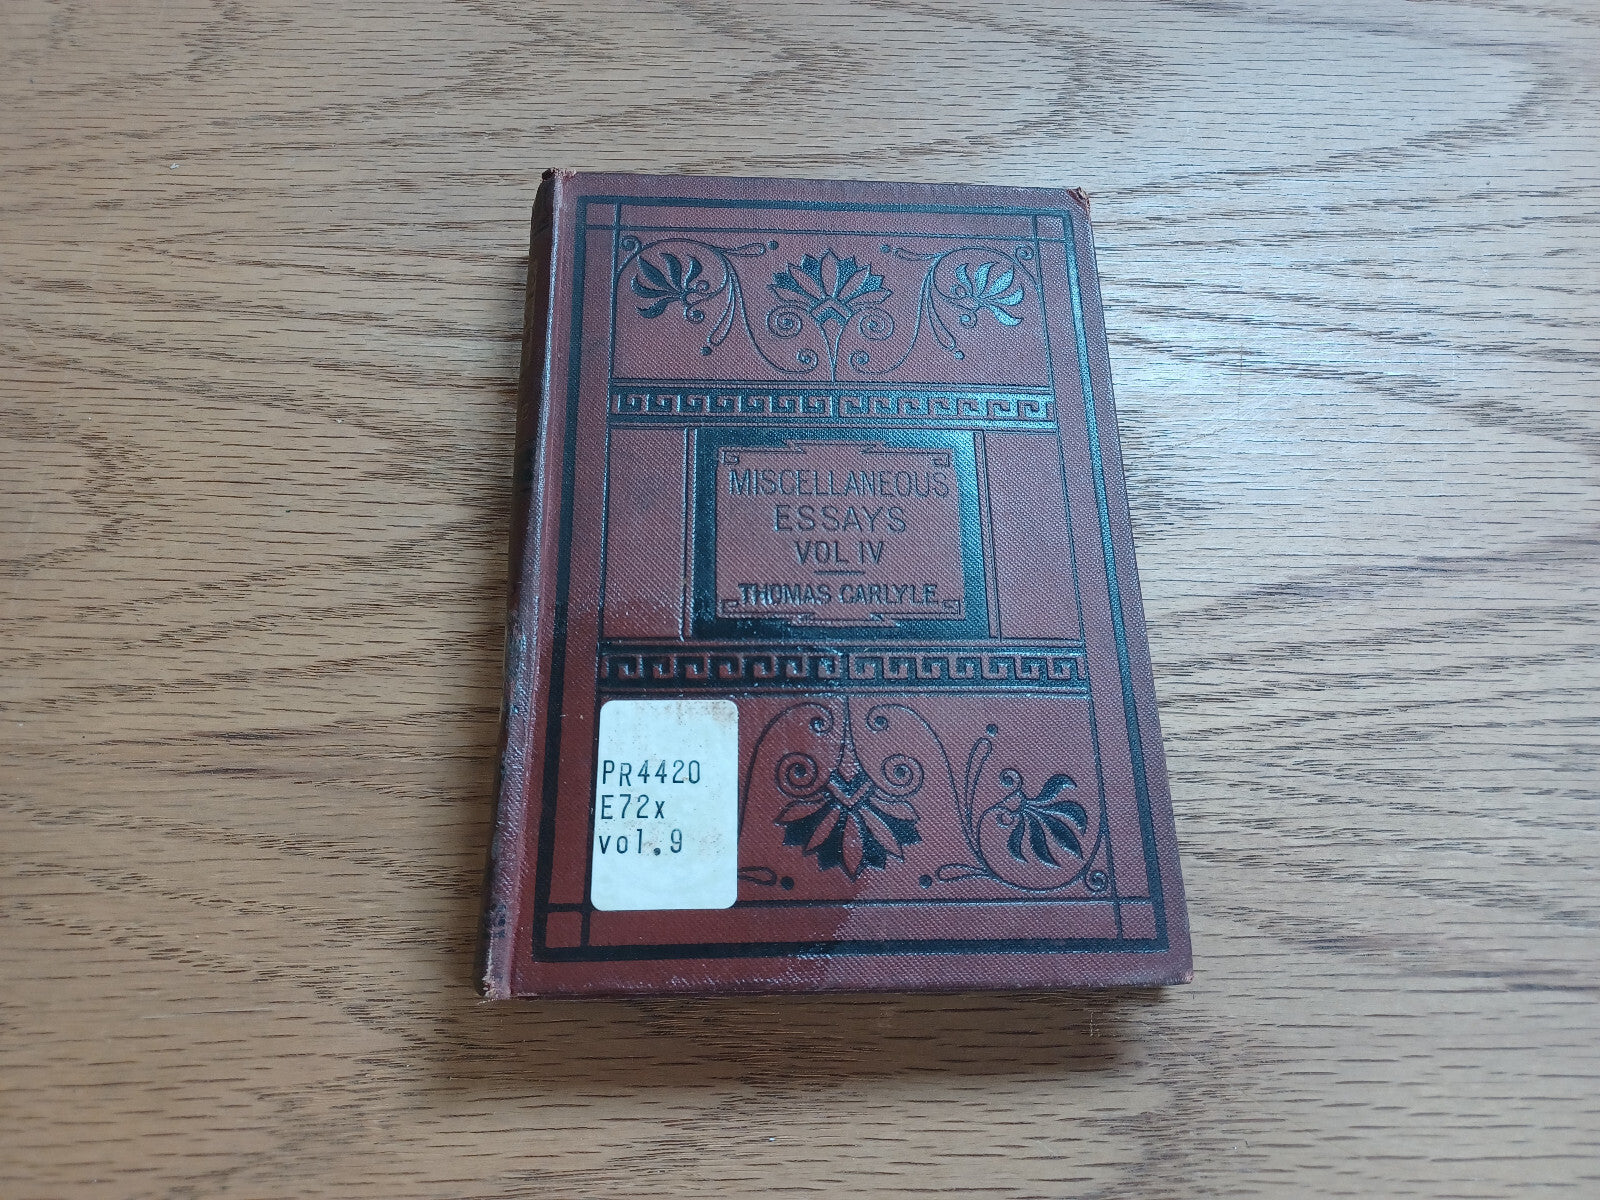 MISCELLANEOUS
ESSAYS
VOL IV
THOMAS CARLYLE
PR4420
E72x
vol.9